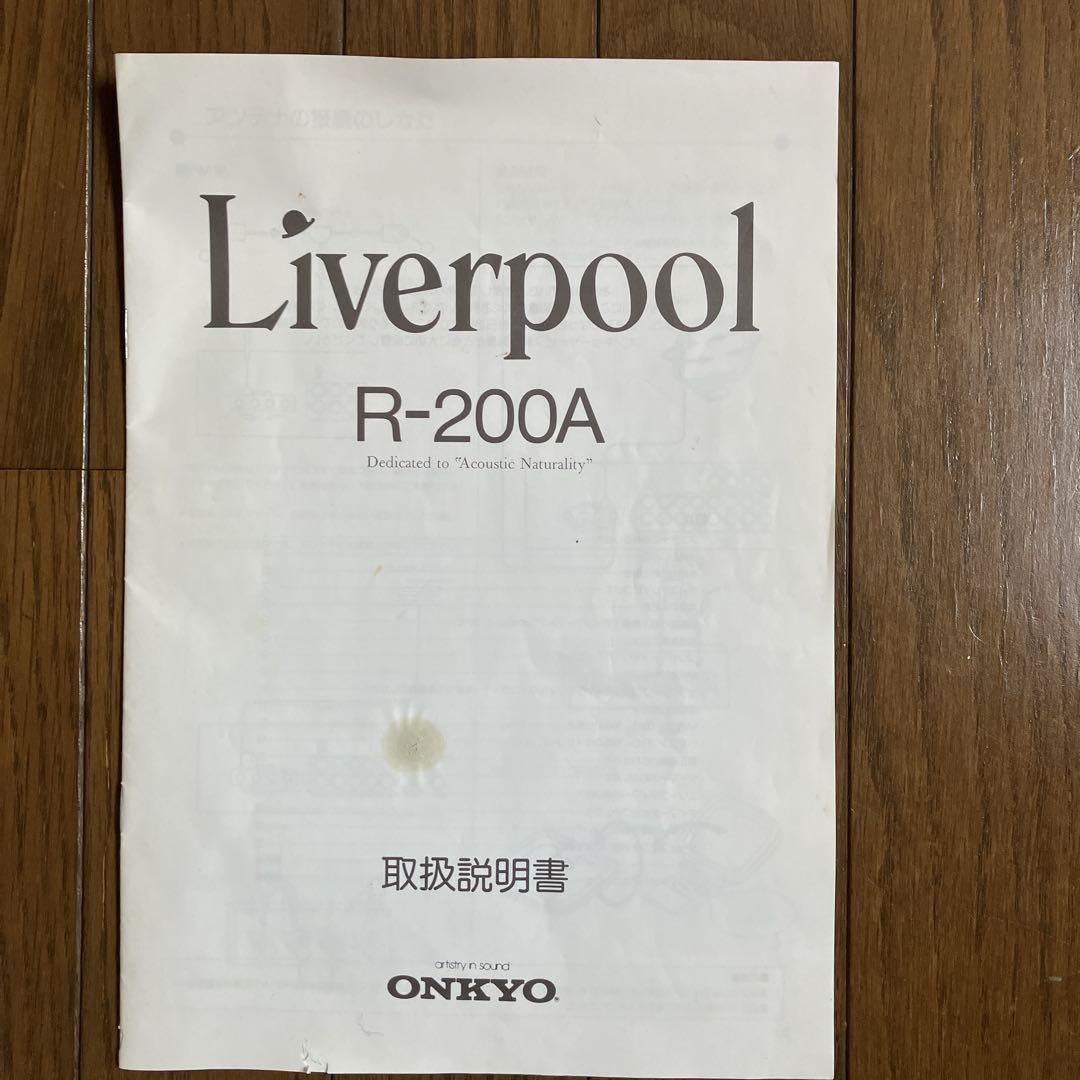 Liverpool
R-200A
Dedicated to "Acoustic Naturality"
取扱説明書
artistry in sound
ONKYO®